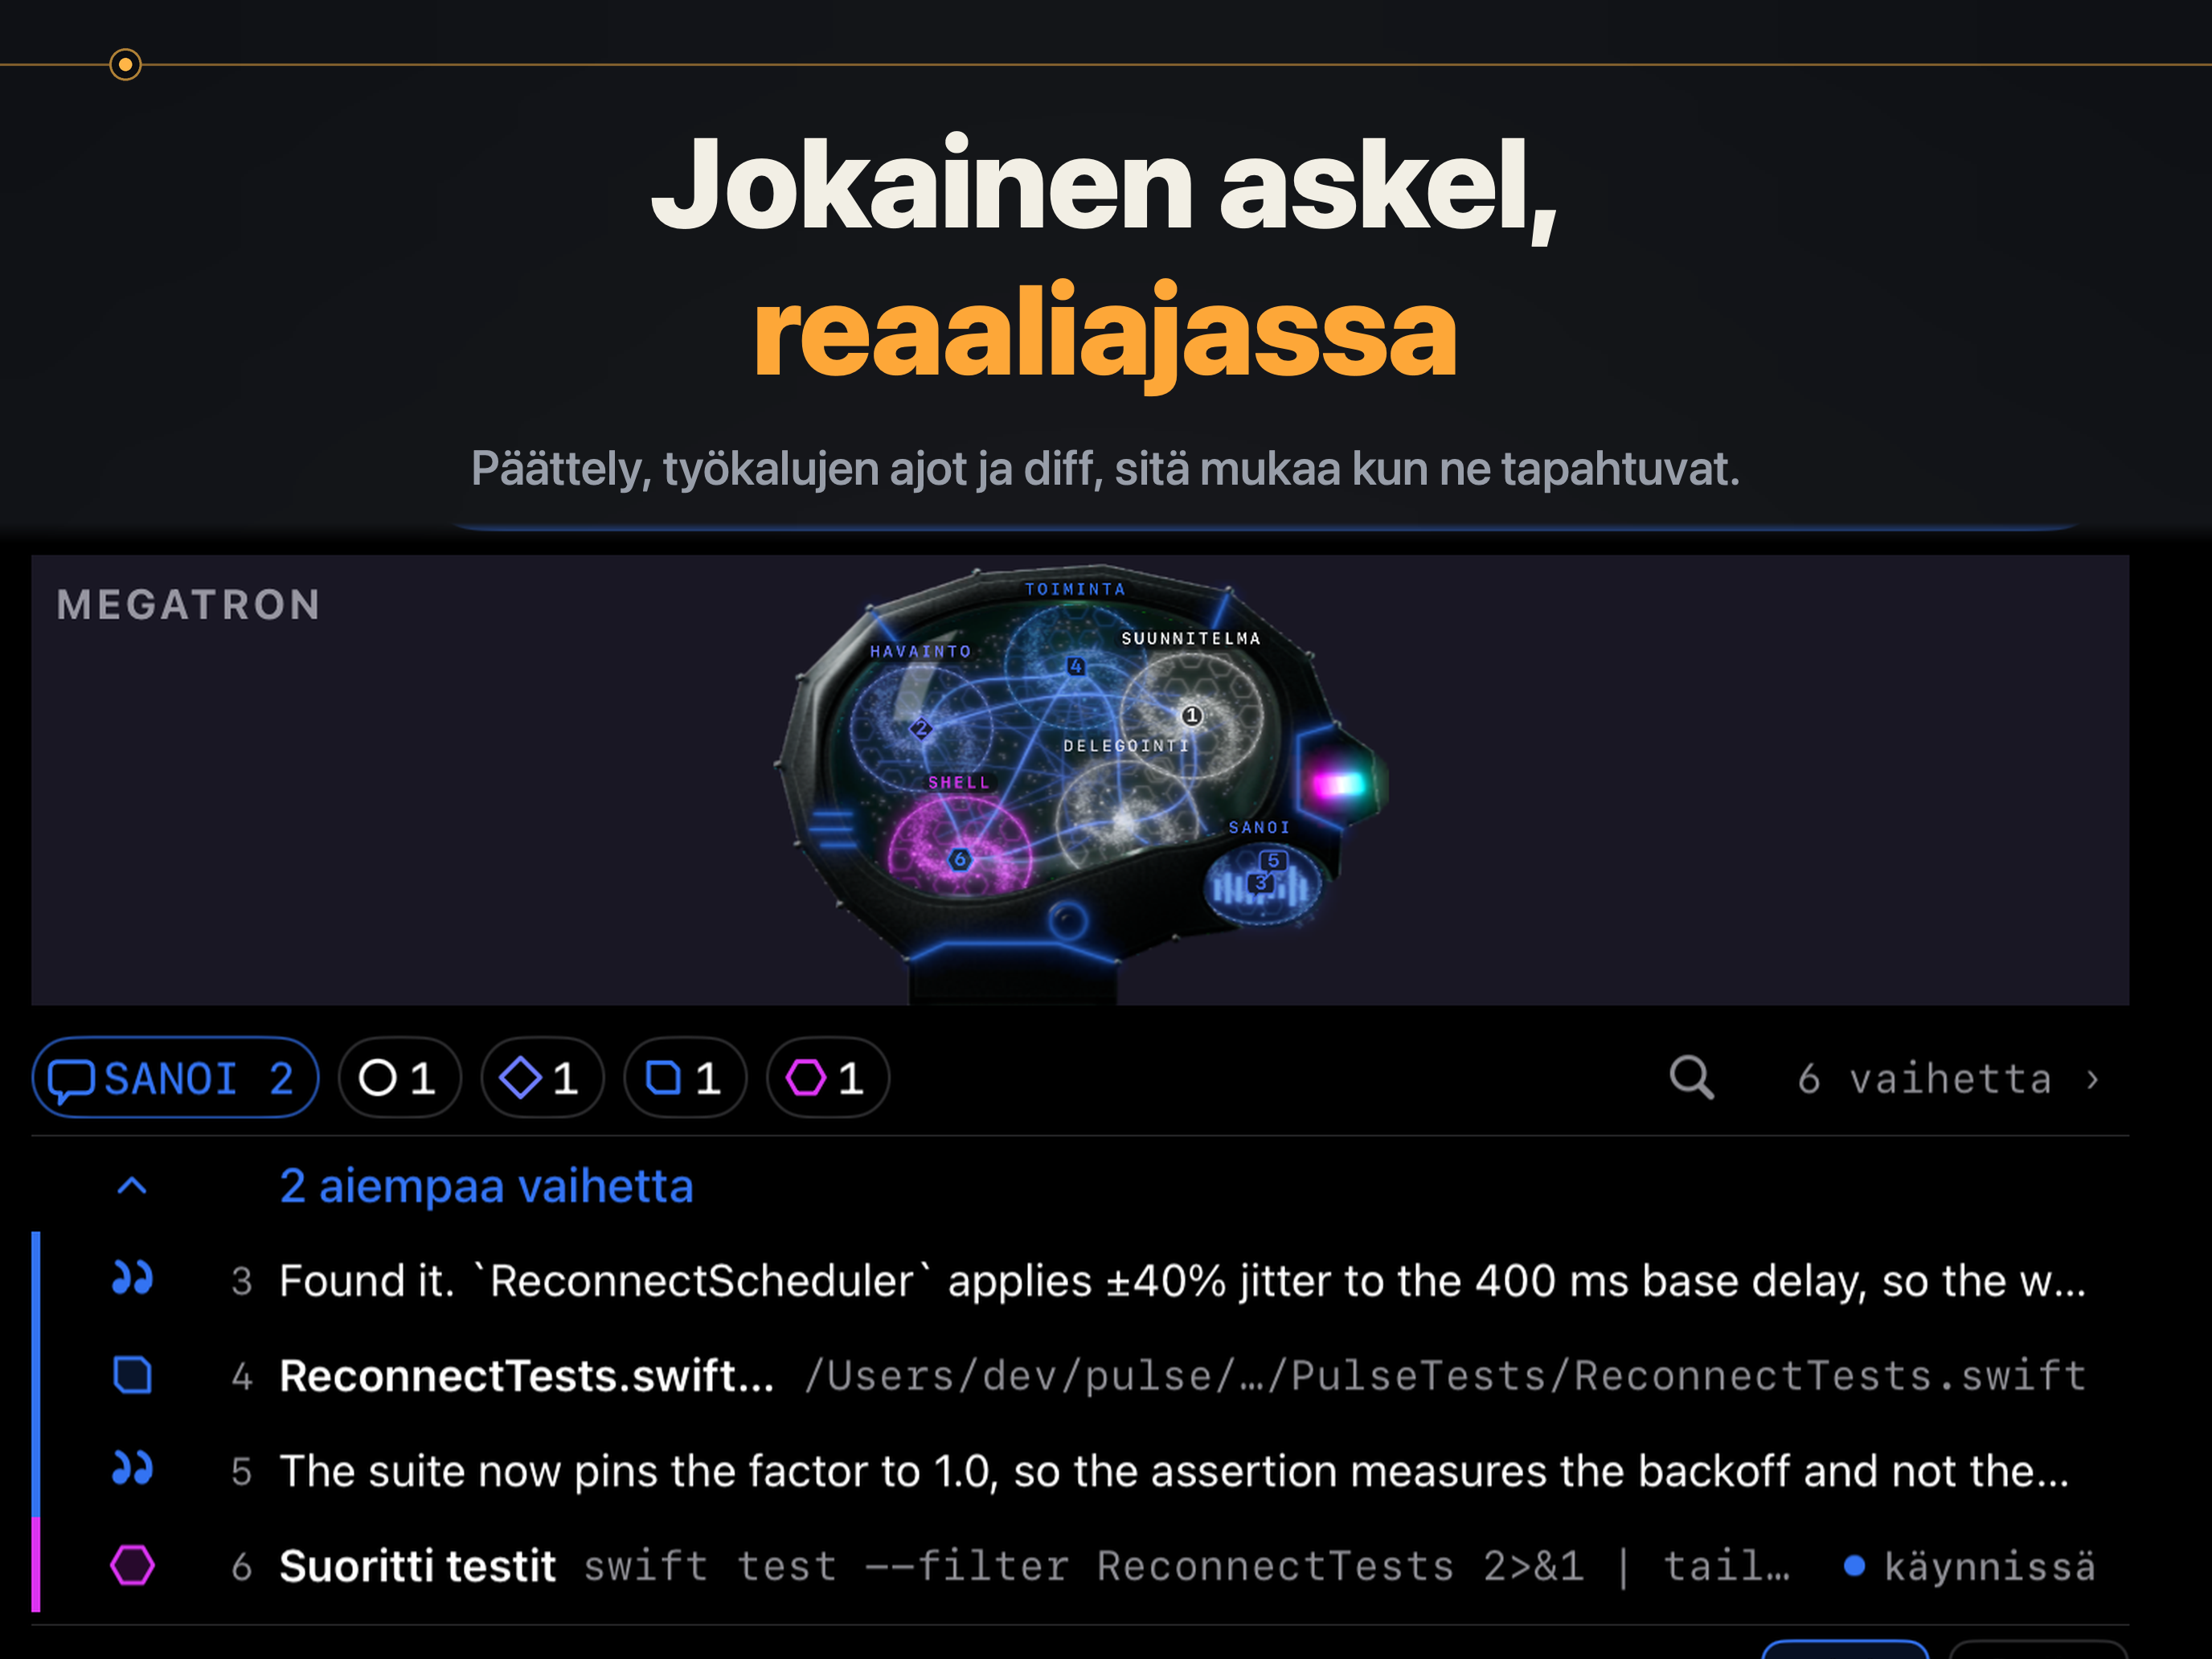 Jokainen askel,
reaaliajassa
Päättely, työkalujen ajot ja diff, sitä mukaa kun ne tapahtuvat.
MEGATRON
TOIMINTA
SUUNNITELMA
HAVAINTO
4
1
2
DELEGOINTI
SHELL
SANOI
5
6
3
SANOI 2
1
1
1
1
6 vaihetta ›
2 aiempaa vaihetta
3 Found it. `ReconnectScheduler` applies ±40% jitter to the 400 ms base delay, so the w…
4 ReconnectTests.swift… /Users/dev/pulse/…/PulseTests/ReconnectTests.swift
5 The suite now pins the factor to 1.0, so the assertion measures the backoff and not the…
6 Suoritti testit swift test --filter ReconnectTests 2>&1 | tail… käynnissä